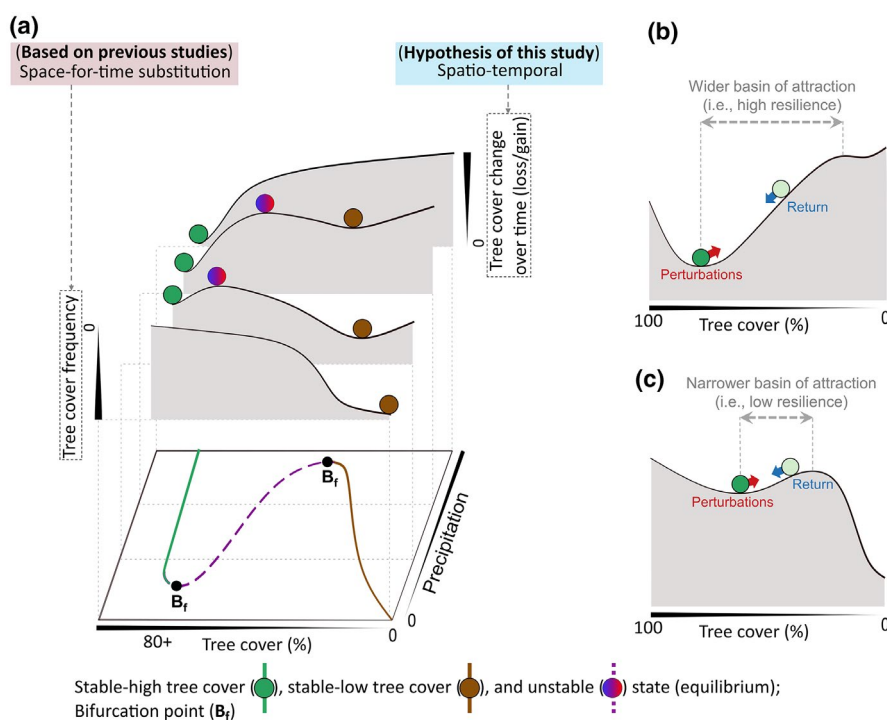 (a)
(Based on previous studies)
Space-for-time substitution
(Hypothesis of this study)
Spatio-temporal
Tree cover change
over time (loss/gain)
0
Tree cover frequency
0
Bf
Bf
Precipitation
0
80+
Tree cover (%)
0
(b)
Wider basin of attraction
(i.e., high resilience)
Return
Perturbations
100
Tree cover (%)
0
(c)
Narrower basin of attraction
(i.e., low resilience)
Perturbations
Return
100
Tree cover (%)
0
Stable-high tree cover ( ), stable-low tree cover ( ), and unstable ( ) state (equilibrium);
Bifurcation point (Bf)